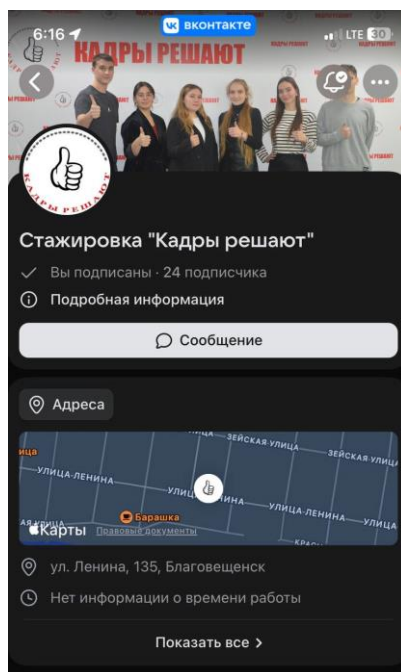 6:16
вконтакте
LTE 30
КАДРЫ РЕШАЮТ
КАДРЫ РЕШАЮТ
Стажировка "Кадры решают"
Вы подписаны · 24 подписчика
Подробная информация
Сообщение
Адреса
ЗЕЙСКАЯ УЛИЦА
УЛИЦА ЛЕНИНА
УЛИЦА ЛЕНИНА
Барашка
Карты
Правовые документы
ул. Ленина, 135, Благовещенск
Нет информации о времени работы
Показать все